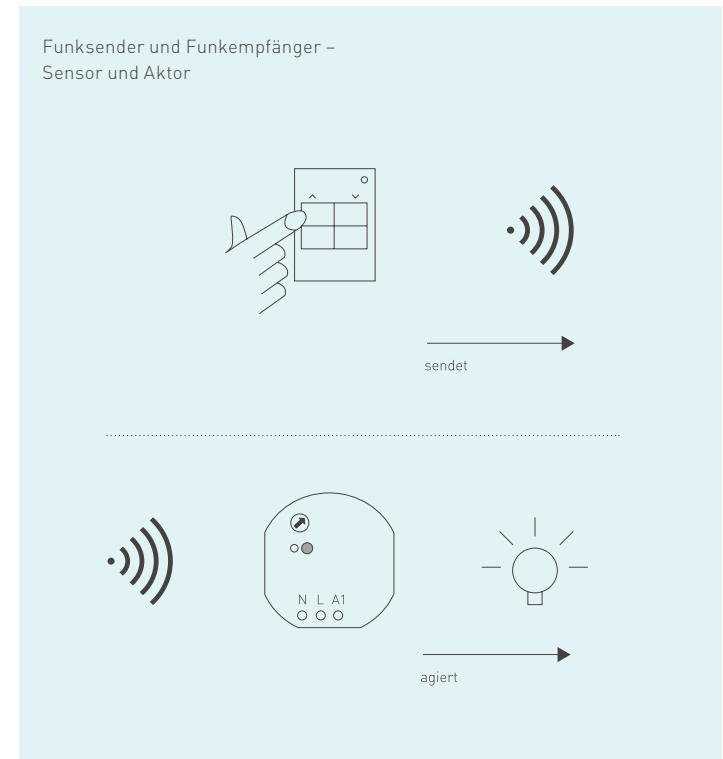 Funksender und Funkempfänger –
Sensor und Aktor
sendet
N L A1
agiert